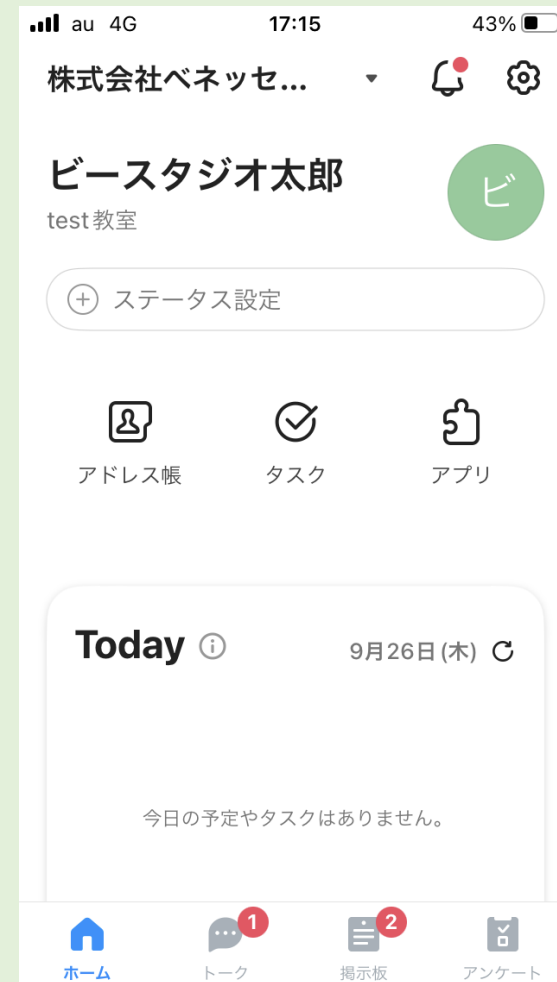 au 4G 17:15 43%
株式会社ベネッセ...
ビースタジオ太郎
test教室
ビ
ステータス設定
アドレス帳 タスク アプリ
Today 9月26日(木)
今日の予定やタスクはありません。
1 2
ホーム トーク 掲示板 アンケート